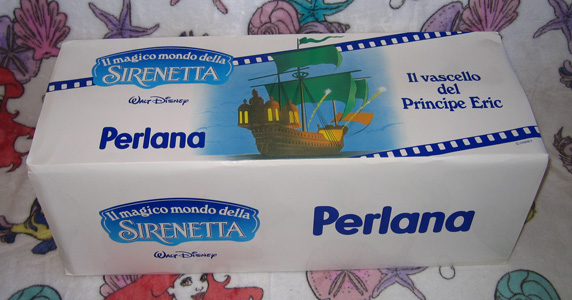 Il magico mondo della
SIRENETTA
WALT DISNEY
Perlana
Il vascello
del
Principe Eric
Il magico mondo della
SIRENETTA
WALT DISNEY
Perlana